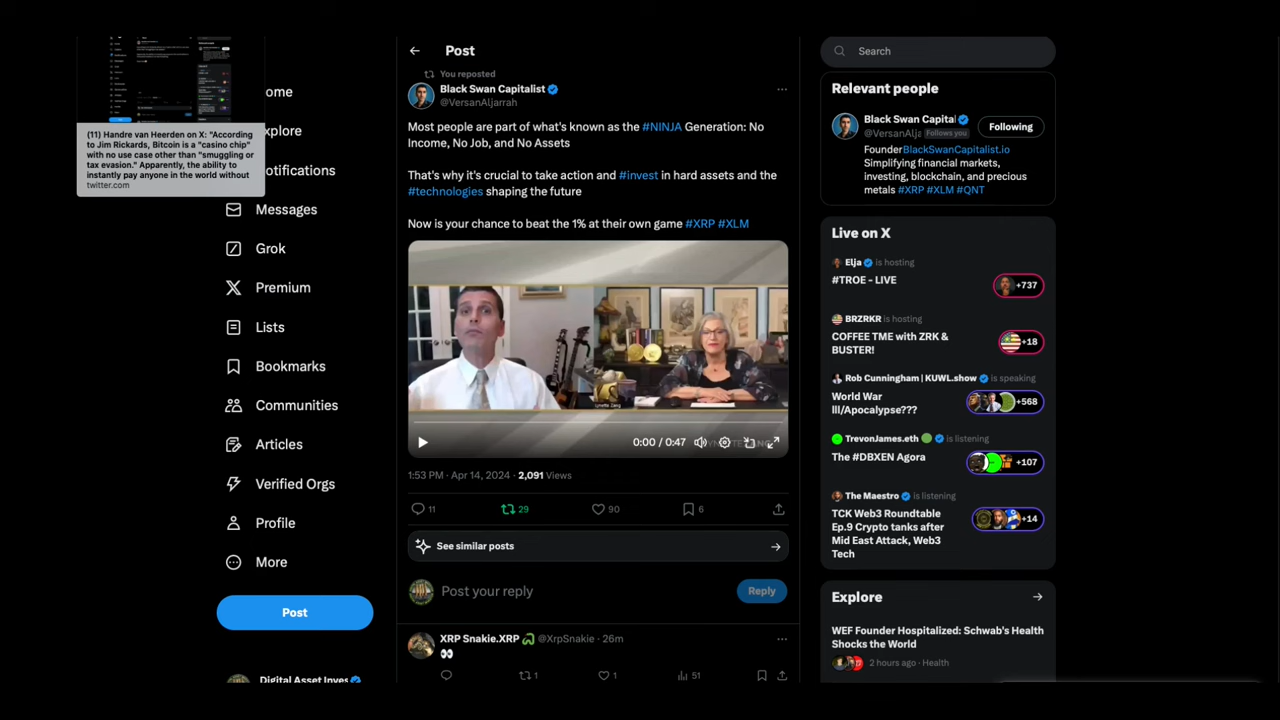 (11) Handre van Heerden on X: "According
to Jim Rickards, Bitcoin is a "casino chip"
with no use case other than "smuggling or
tax evasion." Apparently, the ability to
instantly pay anyone in the world without
twitter.com
ome
xplore
otifications
Messages
Grok
Premium
Lists
Bookmarks
Communities
Articles
Verified Orgs
Profile
More
Post
Digital Asset Inves
Post
You reposted
Black Swan Capitalist
@VersanAljarrah
Most people are part of what's known as the #NINJA Generation: No
Income, No Job, and No Assets
That's why it's crucial to take action and #invest in hard assets and the
#technologies shaping the future
Now is your chance to beat the 1% at their own game #XRP #XLM
0:00 / 0:47
1:53 PM · Apr 14, 2024 · 2,091 Views
11 29 90 6
See similar posts
Post your reply
Reply
XRP Snakie.XRP @XrpSnakie · 26m
1 1 51
Search
Relevant people
Black Swan Capital
@VersanAlja Follows you
Following
FounderBlackSwanCapitalist.io
Simplifying financial markets,
investing, blockchain, and precious
metals #XRP #XLM #QNT
Live on X
Elja is hosting
#TROE - LIVE
+737
BRZRKR is hosting
COFFEE TME with ZRK &
BUSTER!
+18
Rob Cunningham | KUWL.show is speaking
World War
III/Apocalypse???
+568
TrevonJames.eth is listening
The #DBXEN Agora
+107
The Maestro is listening
TCK Web3 Roundtable
Ep.9 Crypto tanks after
Mid East Attack, Web3
Tech
+14
Explore
WEF Founder Hospitalized: Schwab's Health
Shocks the World
2 hours ago · Health